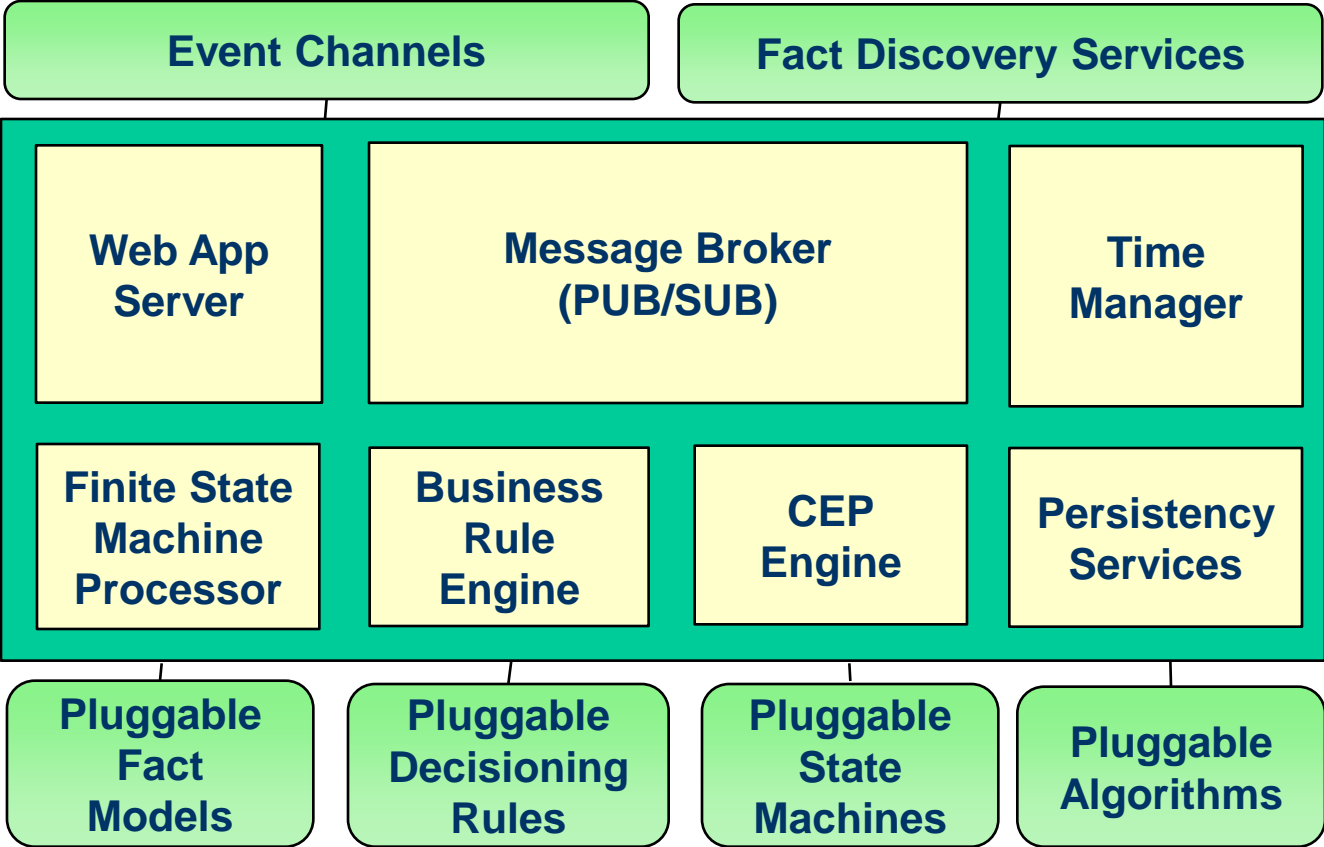 Event Channels
Fact Discovery Services
Web App
Server
Message Broker
(PUB/SUB)
Time
Manager
Finite State
Machine
Processor
Business
Rule
Engine
CEP
Engine
Persistency
Services
Pluggable
Fact
Models
Pluggable
Decisioning
Rules
Pluggable
State
Machines
Pluggable
Algorithms